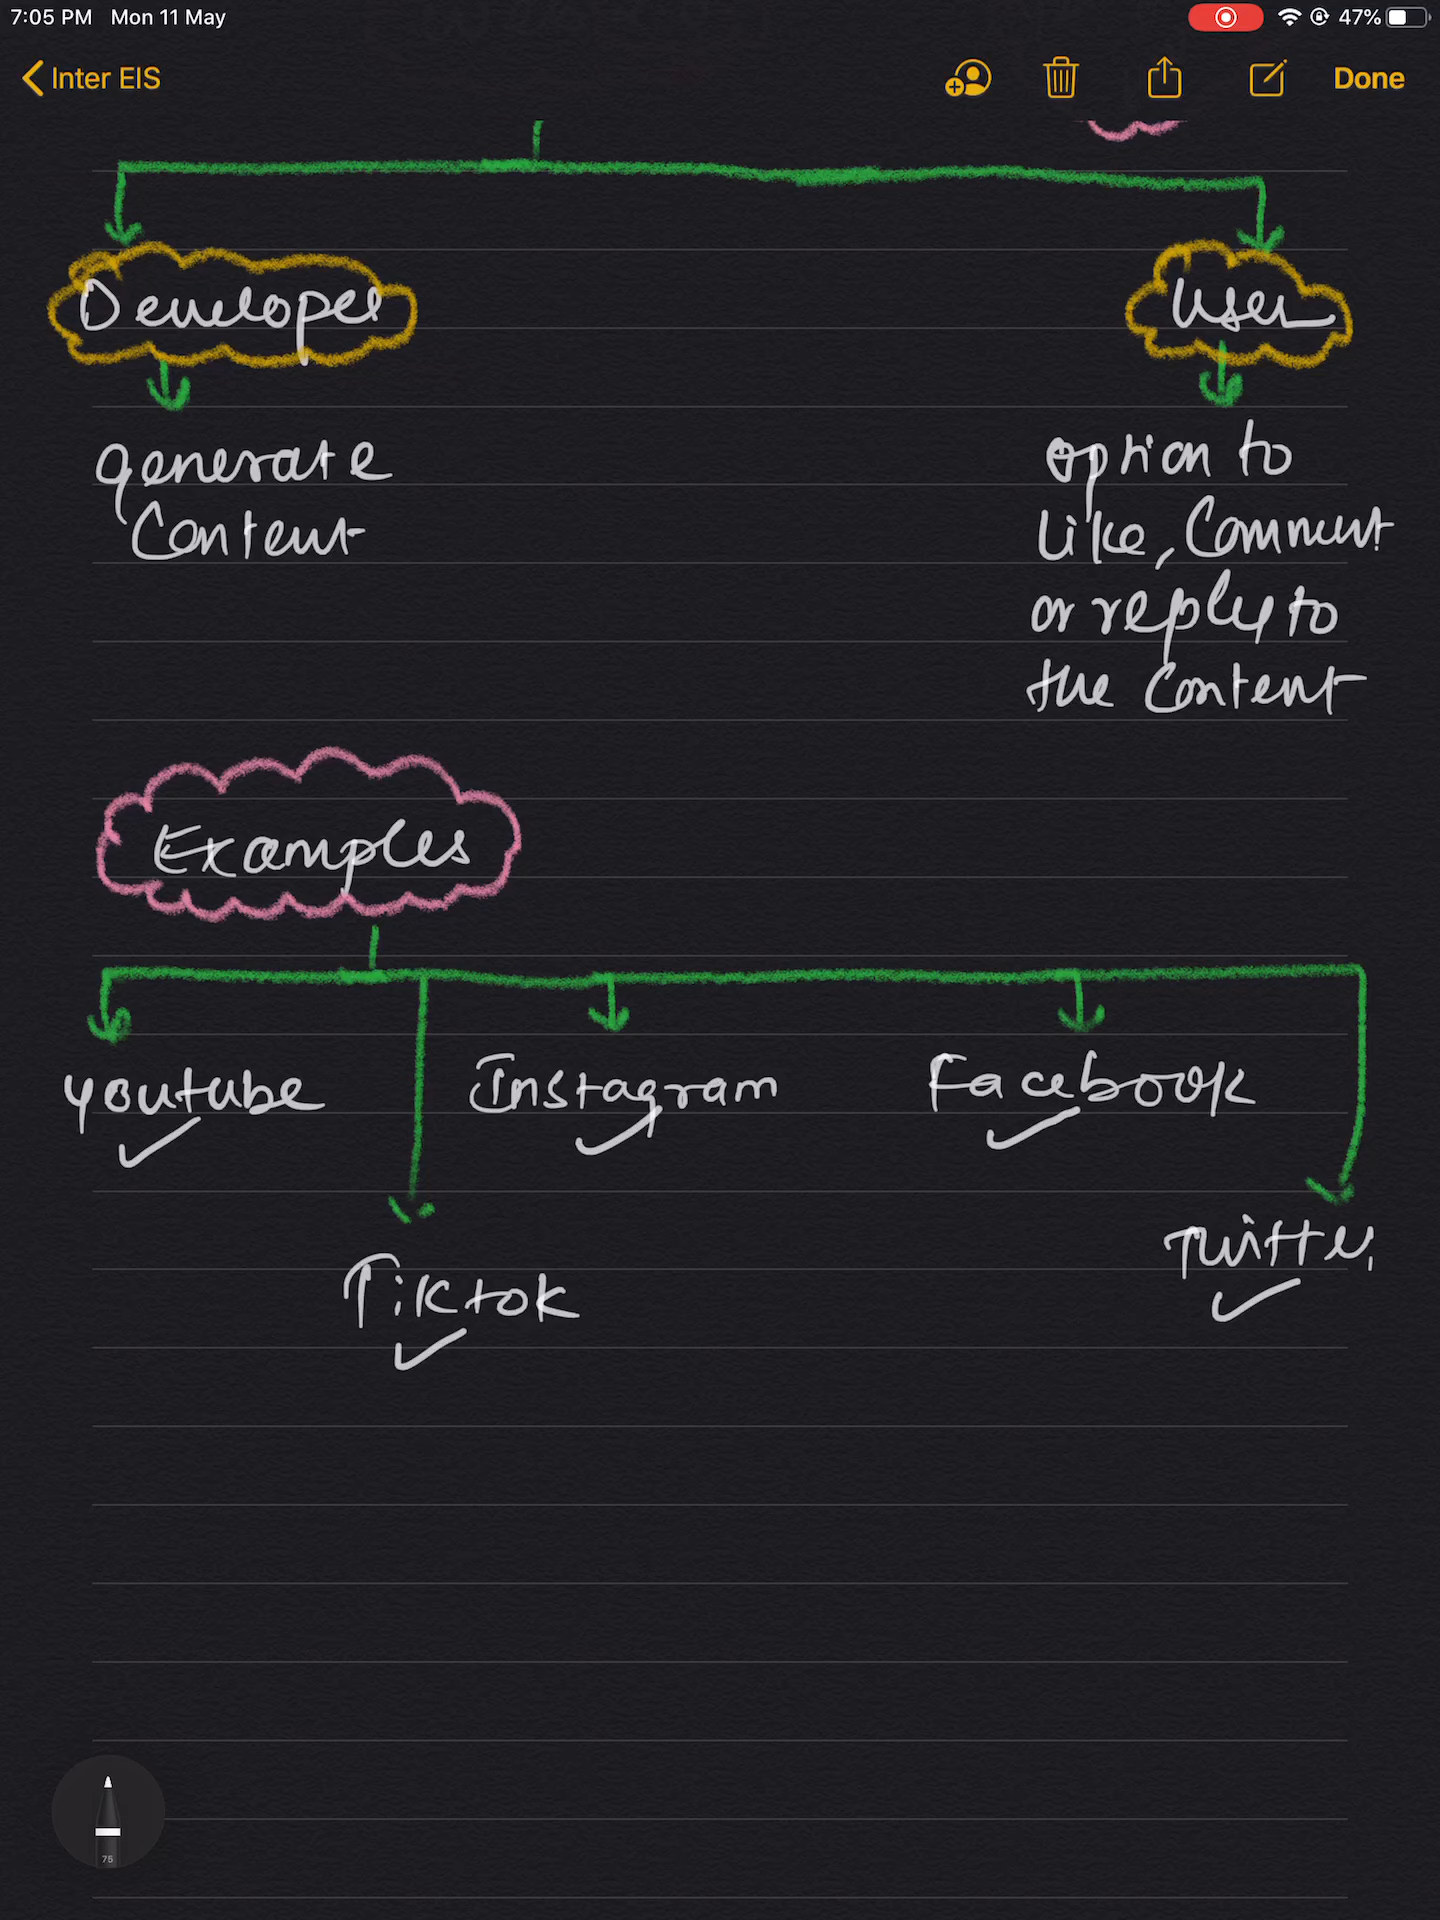 7:05 PM Mon 11 May 47%
Inter EIS Done
Developer
User
generate
Content
option to
Like, Comment
or reply to
the Content
Examples
Youtube
Instagram
Facebook
Twitter
Tiktok
75